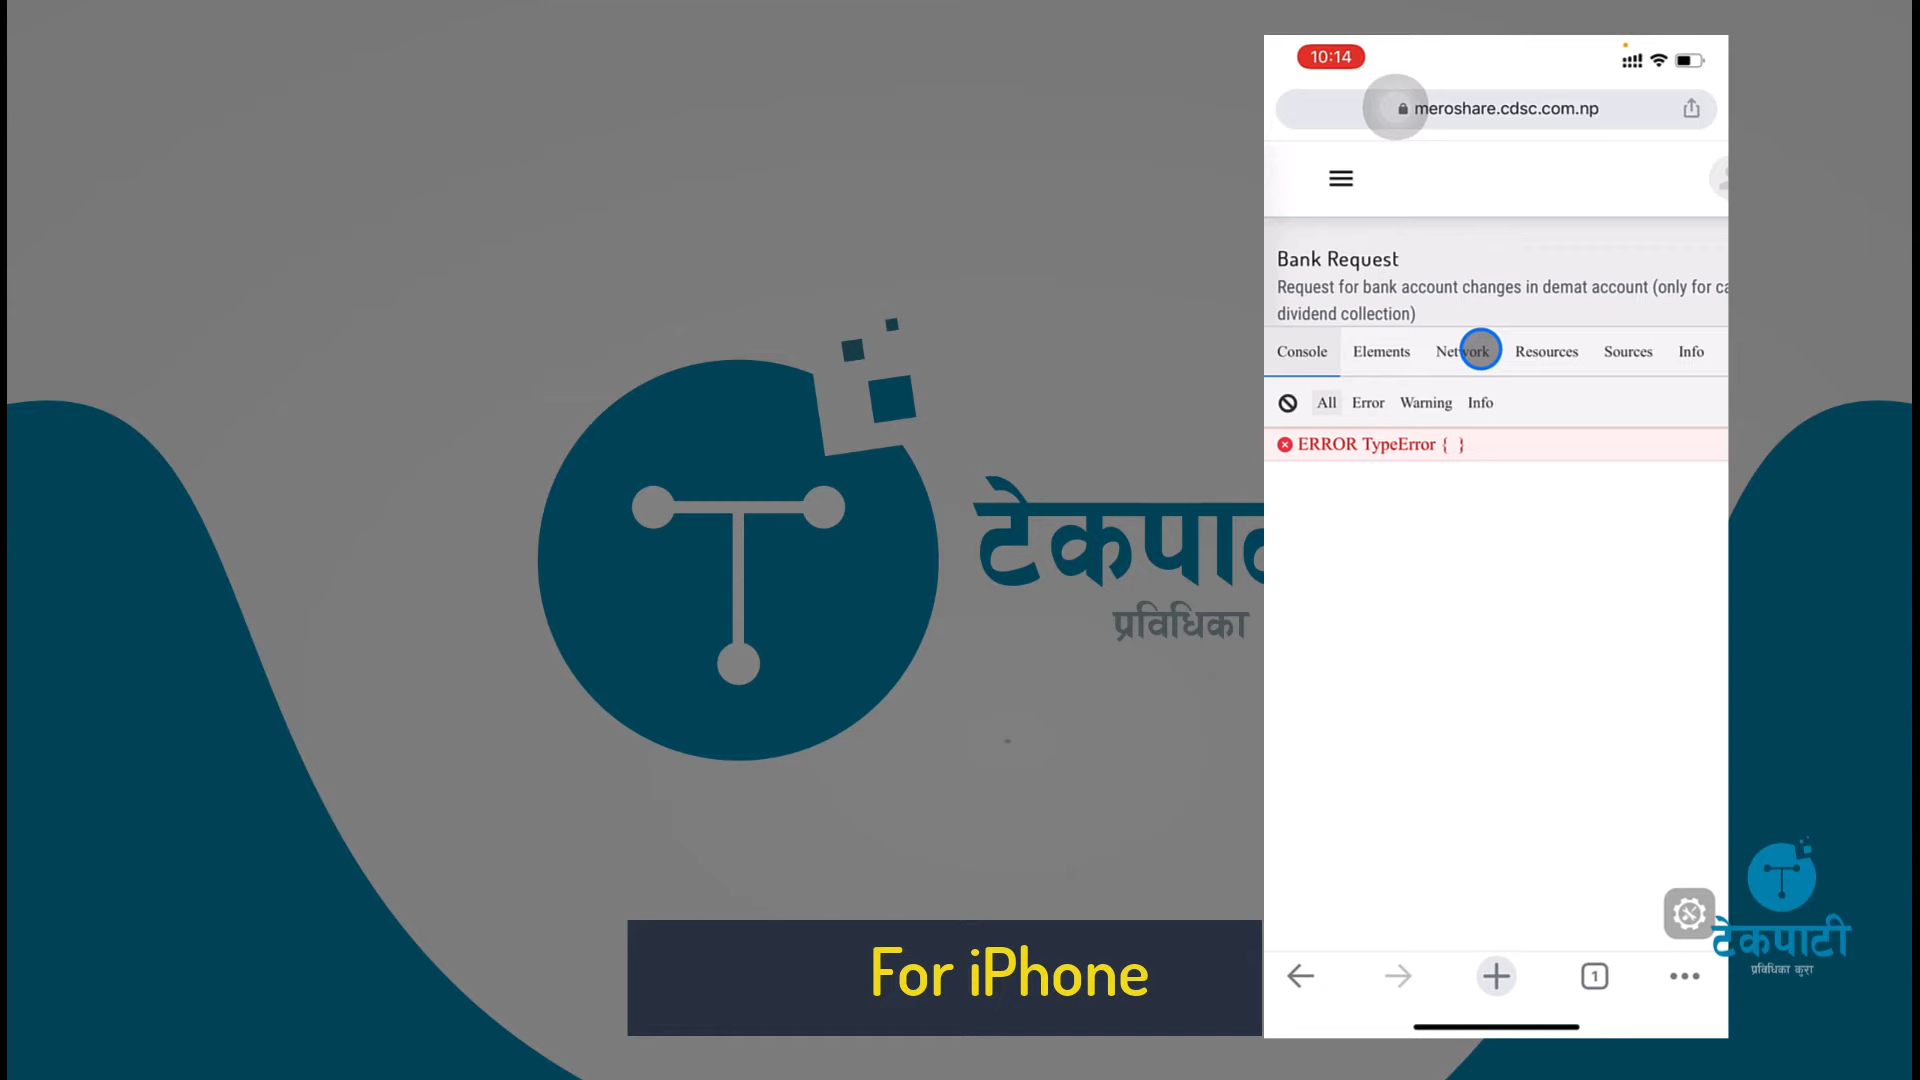 10:14
meroshare.cdsc.com.np
Bank Request
Request for bank account changes in demat account (only for ca
dividend collection)
Console Elements Network Resources Sources Info
All Error Warning Info
ERROR TypeError { }
1
टेकपाट
प्रविधिका
For iPhone
टेकपाटी
प्रविधिका कुरा